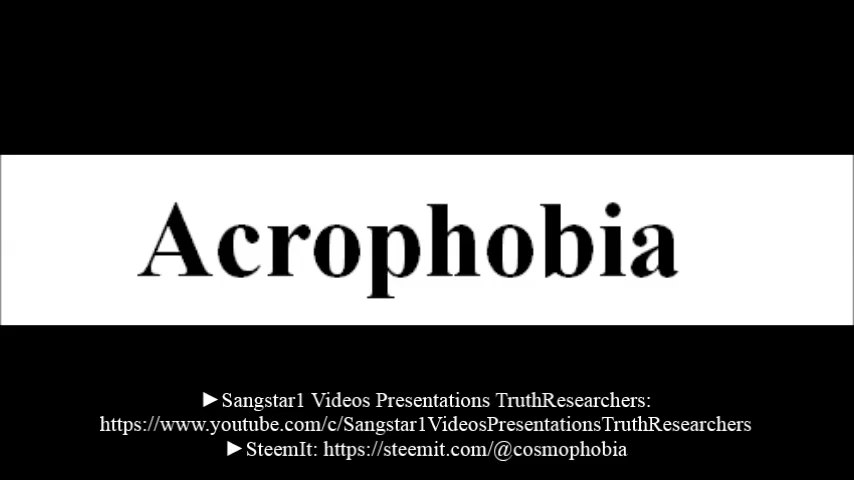 Acrophobia
►Sangstar1 Videos Presentations TruthResearchers:
https://www.youtube.com/c/Sangstar1VideosPresentationsTruthResearchers
►SteemIt: https://steemit.com/@cosmophobia